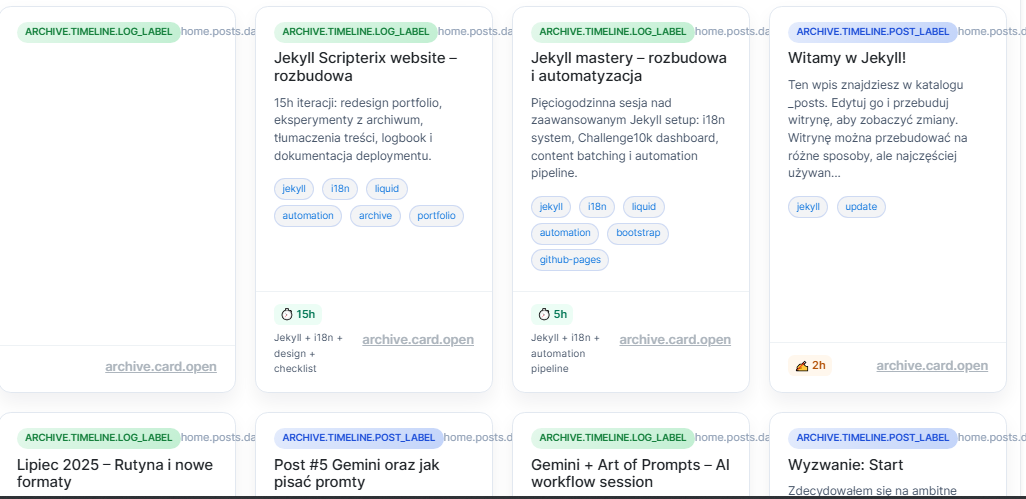 ARCHIVE.TIMELINE.LOG_LABEL home.posts.da
archive.card.open
ARCHIVE.TIMELINE.LOG_LABEL home.posts.da
Jekyll Scripterix website –
rozbudowa
15h iteracji: redesign portfolio,
eksperymenty z archiwum,
tłumaczenia treści, logbook i
dokumentacja deploymentu.
jekyll i18n liquid
automation archive portfolio
15h
Jekyll + i18n +
design +
checklist
archive.card.open
ARCHIVE.TIMELINE.LOG_LABEL home.posts.da
Jekyll mastery – rozbudowa
i automatyzacja
Pięciogodzinna sesja nad
zaawansowanym Jekyll setup: i18n
system, Challenge10k dashboard,
content batching i automation
pipeline.
jekyll i18n liquid
automation bootstrap
github-pages
5h
Jekyll + i18n +
automation
pipeline
archive.card.open
ARCHIVE.TIMELINE.POST_LABEL home.posts.d
Witamy w Jekyll!
Ten wpis znajdziesz w katalogu
_posts. Edytuj go i przebuduj
witrynę, aby zobaczyć zmiany.
Witrynę można przebudować na
różne sposoby, ale najczęściej
używan...
jekyll update
2h
archive.card.open
ARCHIVE.TIMELINE.LOG_LABEL home.posts.da
Lipiec 2025 – Rutyna i nowe
formaty
ARCHIVE.TIMELINE.POST_LABEL home.posts.d
Post #5 Gemini oraz jak
pisać promty
ARCHIVE.TIMELINE.LOG_LABEL home.posts.da
Gemini + Art of Prompts – AI
workflow session
ARCHIVE.TIMELINE.POST_LABEL home.posts.d
Wyzwanie: Start
Zdecydowałem się na ambitne